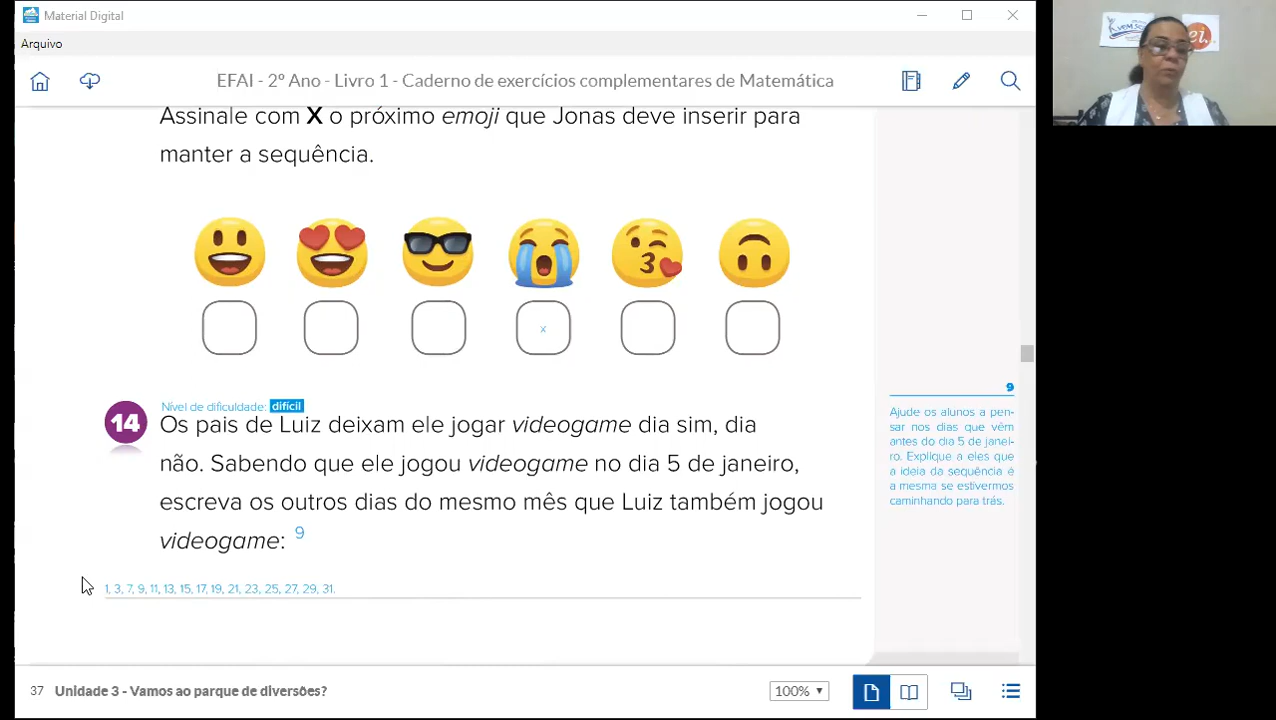 Material Digital
Arquivo
EFAI - 2º Ano - Livro 1 - Caderno de exercícios complementares de Matemática
Assinale com X o próximo emoji que Jonas deve inserir para
manter a sequência.
x
Nível de dificuldade: difícil
14 Os pais de Luiz deixam ele jogar videogame dia sim, dia
não. Sabendo que ele jogou videogame no dia 5 de janeiro,
escreva os outros dias do mesmo mês que Luiz também jogou
videogame: 9
1, 3, 7, 9, 11, 13, 15, 17, 19, 21, 23, 25, 27, 29, 31.
9
Ajude os alunos a pen-
sar nos dias que vêm
antes do dia 5 de janei-
ro. Explique a eles que
a ideia da sequência é
a mesma se estivermos
caminhando para trás.
37 Unidade 3 - Vamos ao parque de diversões?
100%